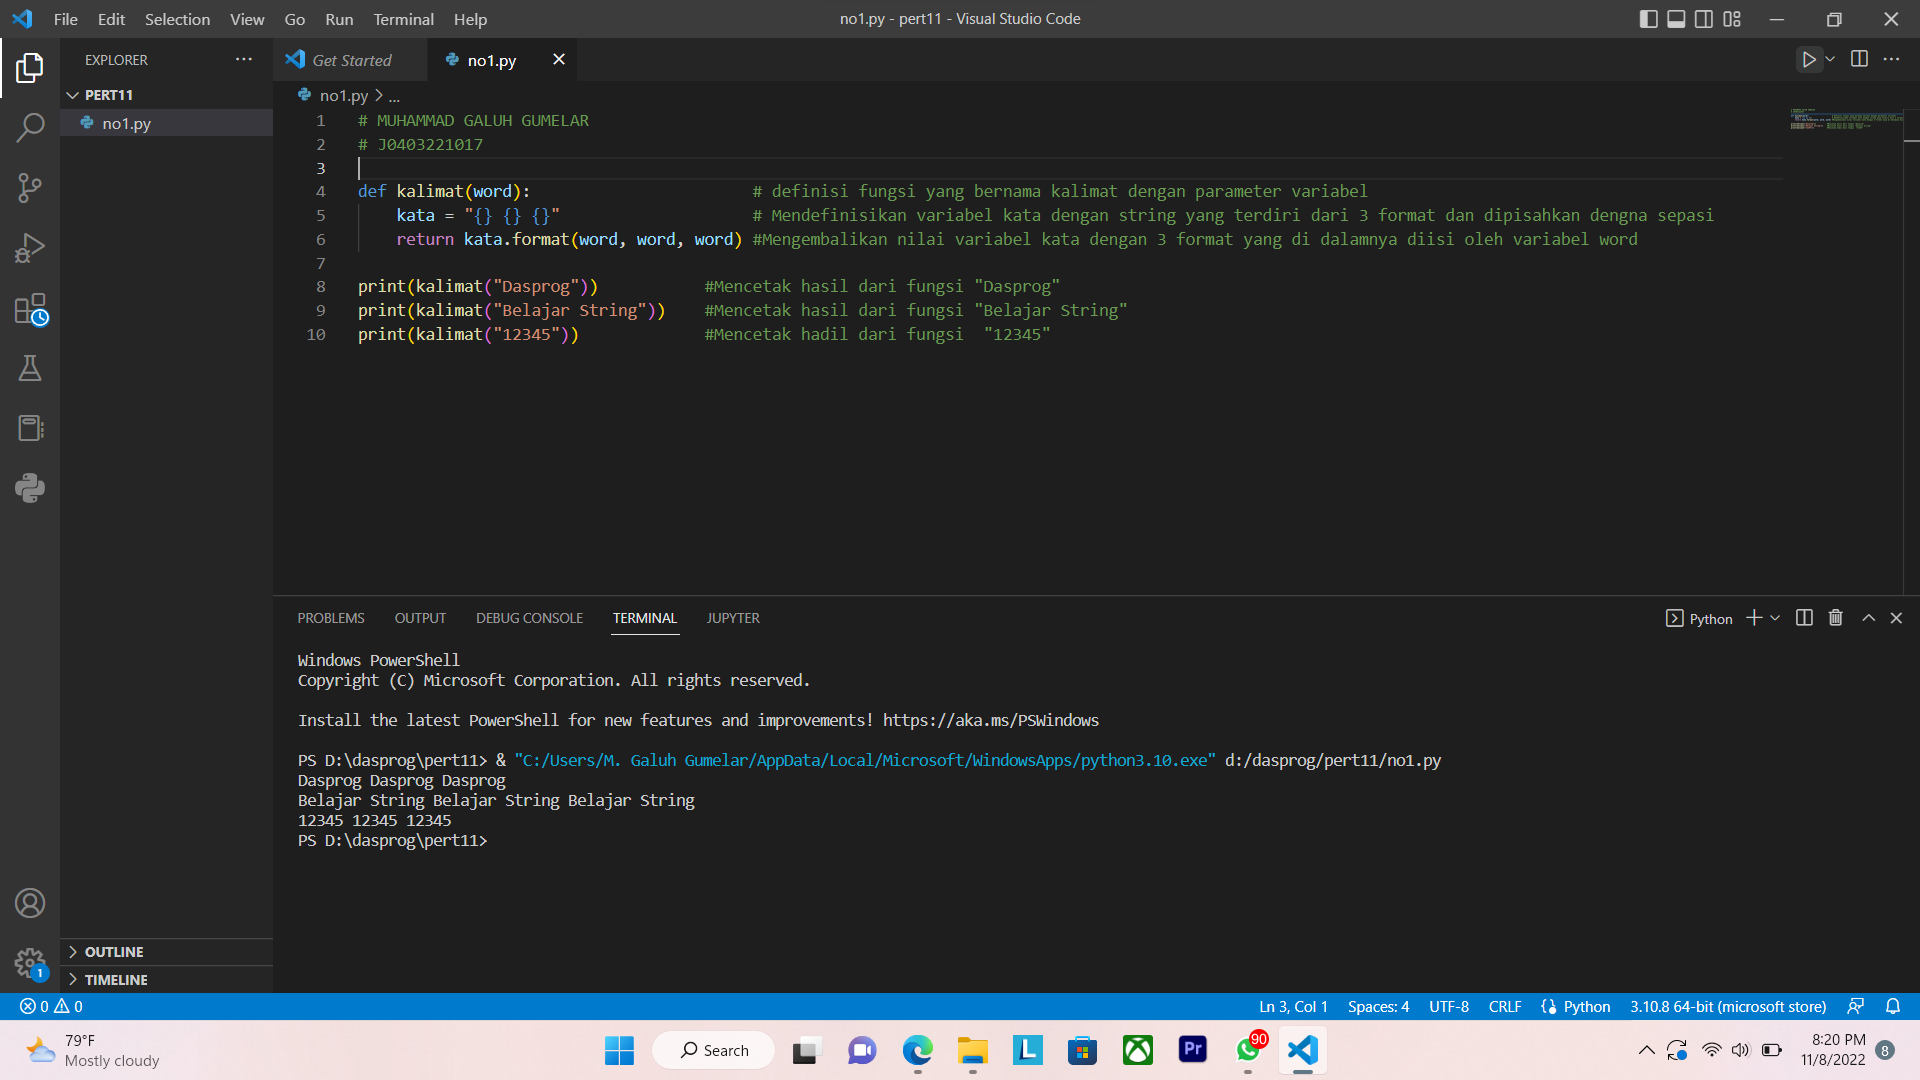 File Edit Selection View Go Run Terminal Help
no1.py - pert11 - Visual Studio Code
EXPLORER
PERT11
no1.py
OUTLINE
TIMELINE
Get Started
no1.py
no1.py > ...
1 # MUHAMMAD GALUH GUMELAR
2 # J0403221017
3
4 def kalimat(word): # definisi fungsi yang bernama kalimat dengan parameter variabel
5 kata = "{} {} {}" # Mendefinisikan variabel kata dengan string yang terdiri dari 3 format dan dipisahkan dengna sepasi
6 return kata.format(word, word, word) #Mengembalikan nilai variabel kata dengan 3 format yang di dalamnya diisi oleh variabel word
7
8 print(kalimat("Dasprog")) #Mencetak hasil dari fungsi "Dasprog"
9 print(kalimat("Belajar String")) #Mencetak hasil dari fungsi "Belajar String"
10 print(kalimat("12345")) #Mencetak hadil dari fungsi  "12345"
PROBLEMS OUTPUT DEBUG CONSOLE TERMINAL JUPYTER
Python
Windows PowerShell
Copyright (C) Microsoft Corporation. All rights reserved.
Install the latest PowerShell for new features and improvements! https://aka.ms/PSWindows
PS D:\dasprog\pert11> & "C:/Users/M. Galuh Gumelar/AppData/Local/Microsoft/WindowsApps/python3.10.exe" d:/dasprog/pert11/no1.py
Dasprog Dasprog Dasprog
Belajar String Belajar String Belajar String
12345 12345 12345
PS D:\dasprog\pert11>
1
0 0
Ln 3, Col 1 Spaces: 4 UTF-8 CRLF Python 3.10.8 64-bit (microsoft store)
79°F
Mostly cloudy
Search
L
Pr
90
8:20 PM
11/8/2022
8